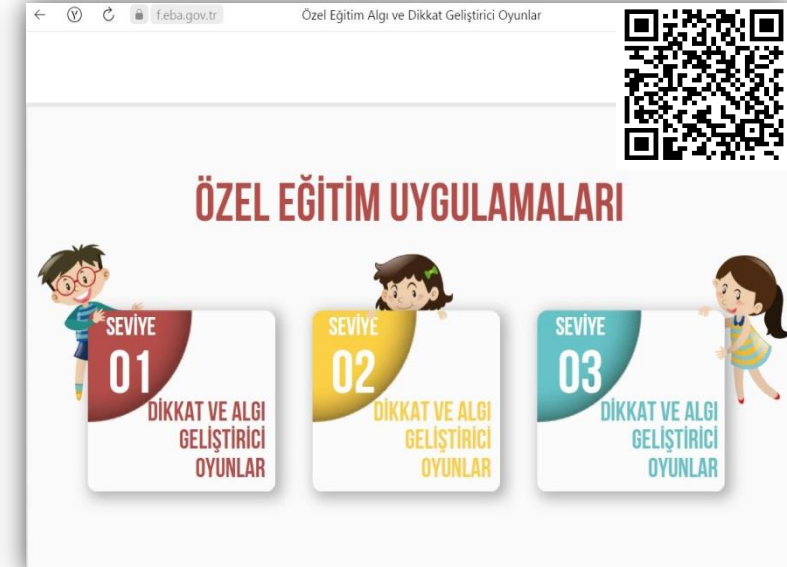 f.eba.gov.tr
Özel Eğitim Algı ve Dikkat Geliştirici Oyunlar
ÖZEL EĞİTİM UYGULAMALARI
SEVİYE
01
DİKKAT VE ALGI
GELİŞTİRİCİ
OYUNLAR
SEVİYE
02
DİKKAT VE ALGI
GELİŞTİRİCİ
OYUNLAR
SEVİYE
03
DİKKAT VE ALGI
GELİŞTİRİCİ
OYUNLAR